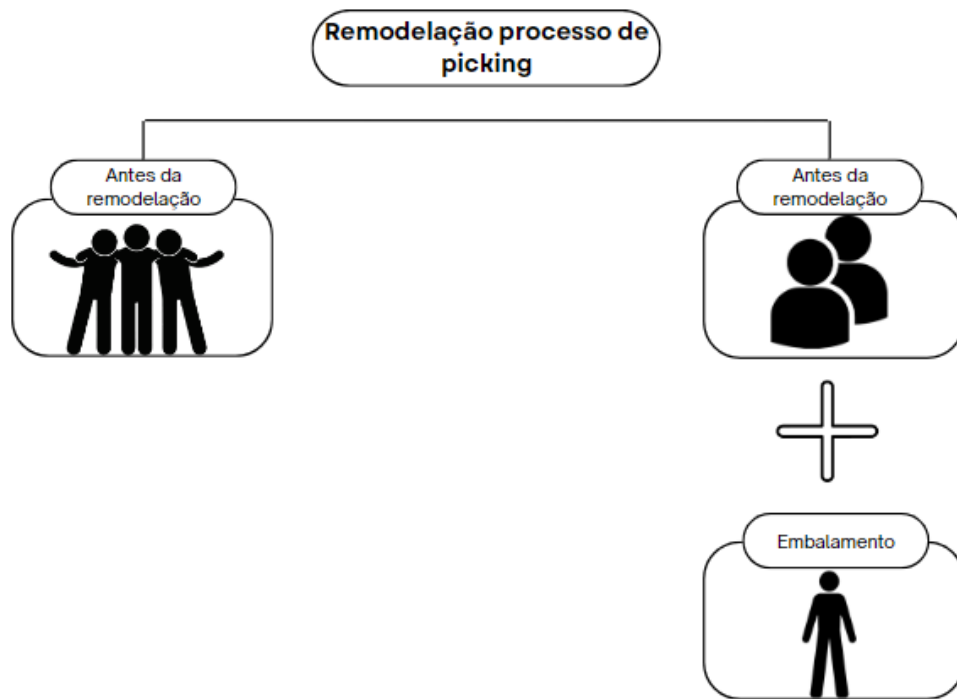 Remodelação processo de
picking
Antes da
remodelação
Antes da
remodelação
Embalamento